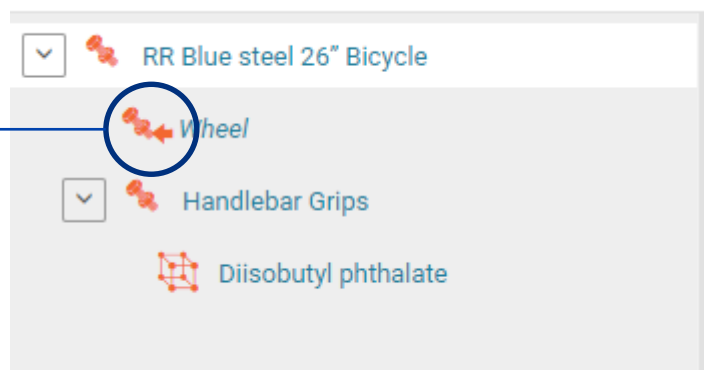 RR Blue steel 26” Bicycle
Wheel
Handlebar Grips
Diisobutyl phthalate